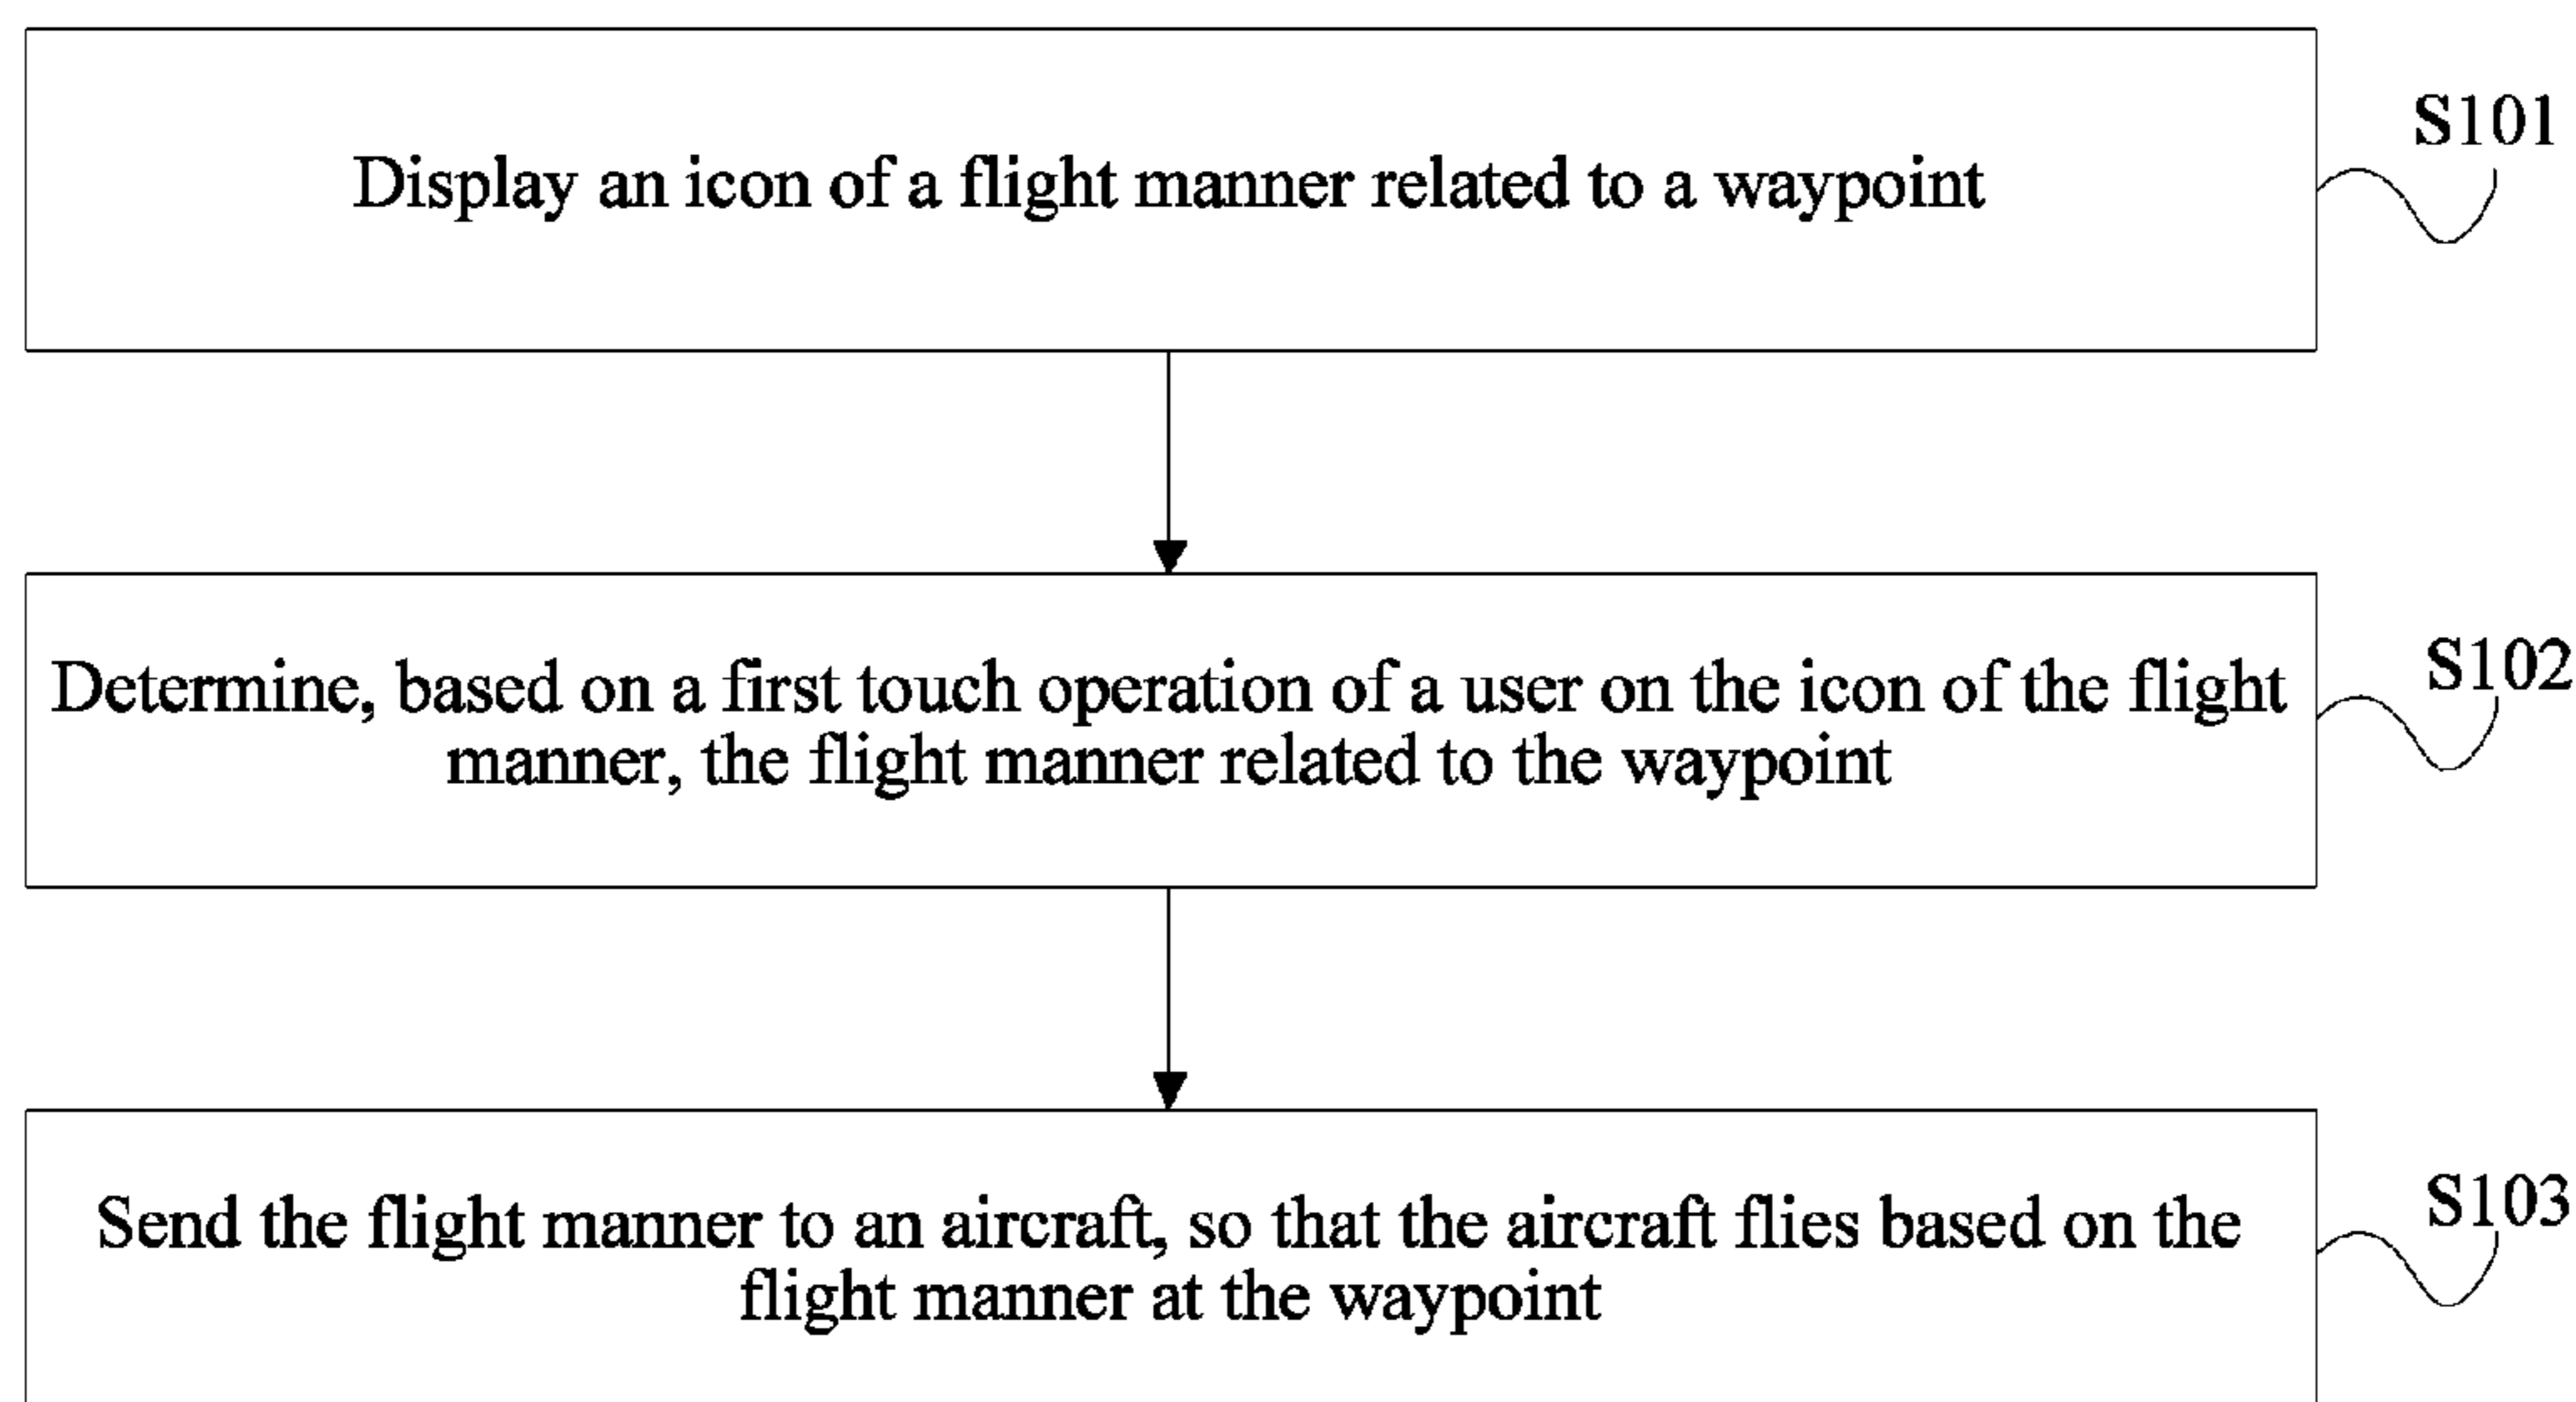 Display an icon of a flight manner related to a waypoint
S101
Determine, based on a first touch operation of a user on the icon of the flight
manner, the flight manner related to the waypoint
S102
Send the flight manner to an aircraft, so that the aircraft flies based on the
flight manner at the waypoint
S103